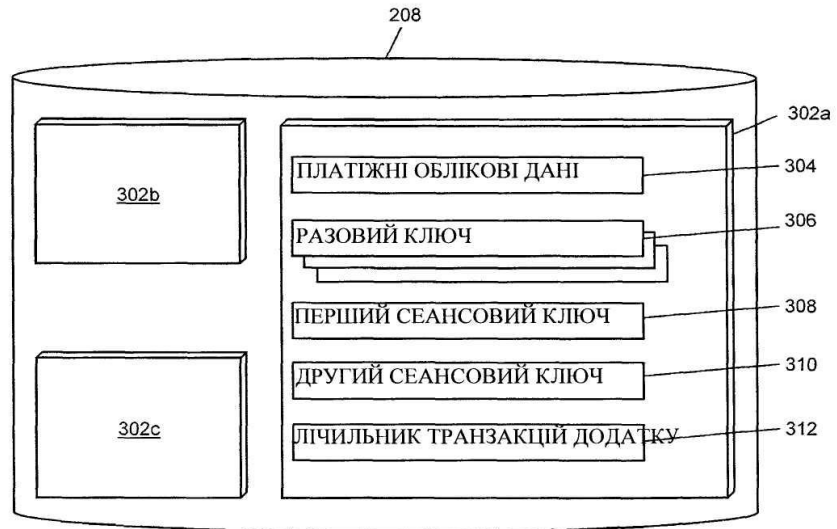 208
302a
302b
ПЛАТІЖНІ ОБЛІКОВІ ДАНІ
304
РАЗОВИЙ КЛЮЧ
306
ПЕРШИЙ СЕАНСОВИЙ КЛЮЧ
308
ДРУГИЙ СЕАНСОВИЙ КЛЮЧ
310
302c
ЛІЧИЛЬНИК ТРАНЗАКЦІЙ ДОДАТКУ
312